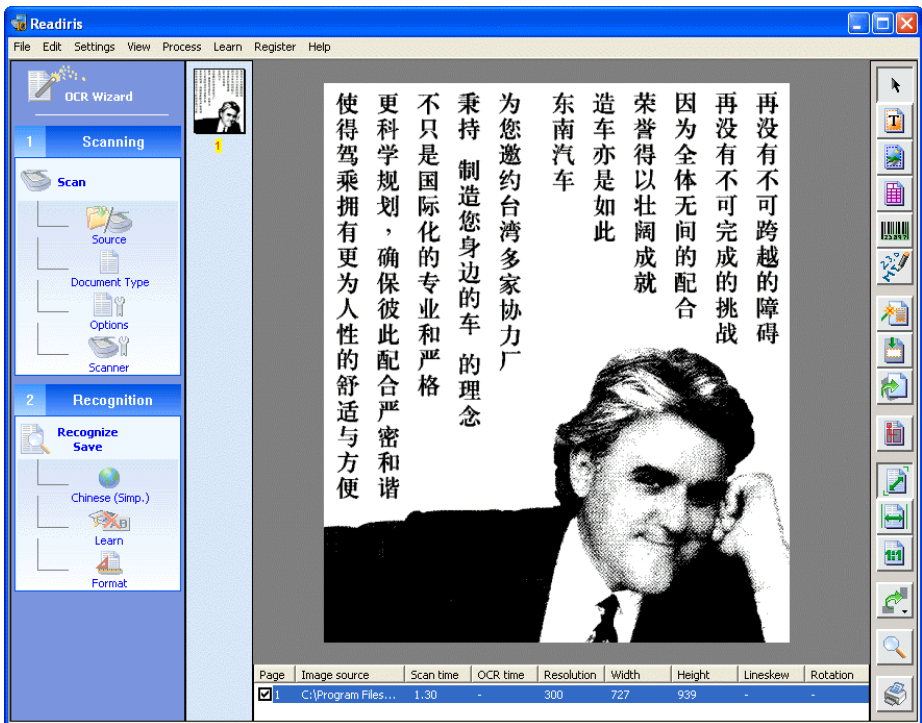 Readiris
File Edit Settings View Process Learn Register Help
OCR Wizard
1 Scanning
Scan
Source
Document Type
Options
Scanner
2 Recognition
Recognize
Save
Chinese (Simp.)
Learn
Format
1
再没有不可跨越的障碍
再没有不可完成的挑战
因为全体无间的配合
荣誉得以壮阔成就
造车亦是如此
东南汽车
为您邀约台湾多家协力厂
秉持 制造您身边的车 的理念
不只是国际化的专业和严格
更科学规划，确保彼此配合严密和谐
使得驾乘拥有更为人性的舒适与方便
1:1
Page Image source Scan time OCR time Resolution Width Height Lineskew Rotation
1 C:\Program Files... 1.30 - 300 727 939 - -